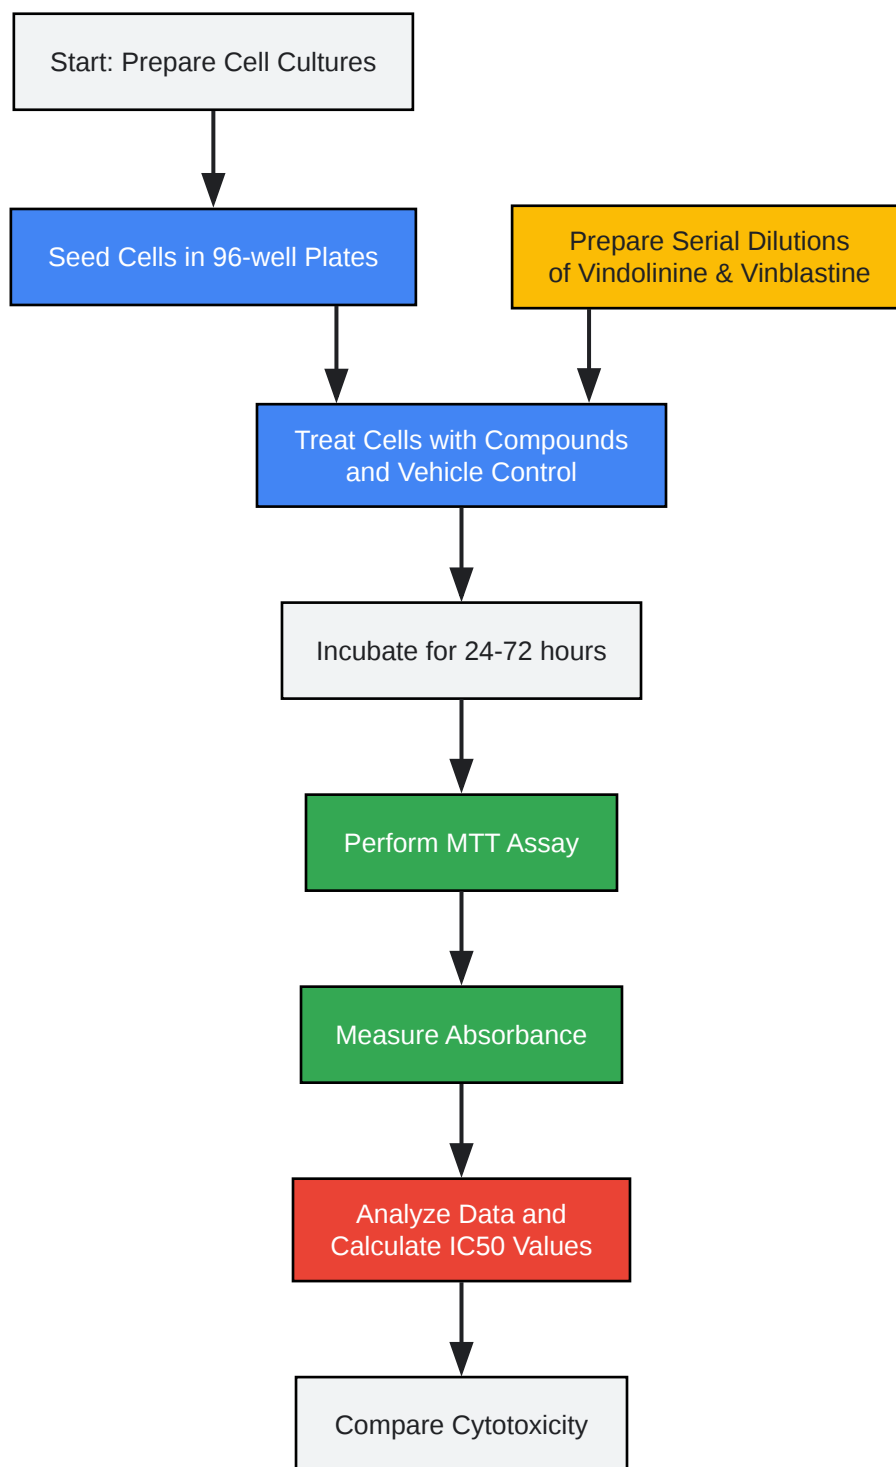 Start: Prepare Cell Cultures
Seed Cells in 96-well Plates
Prepare Serial Dilutions
of Vindolinine & Vinblastine
Treat Cells with Compounds
and Vehicle Control
Incubate for 24-72 hours
Perform MTT Assay
Measure Absorbance
Analyze Data and
Calculate IC50 Values
Compare Cytotoxicity